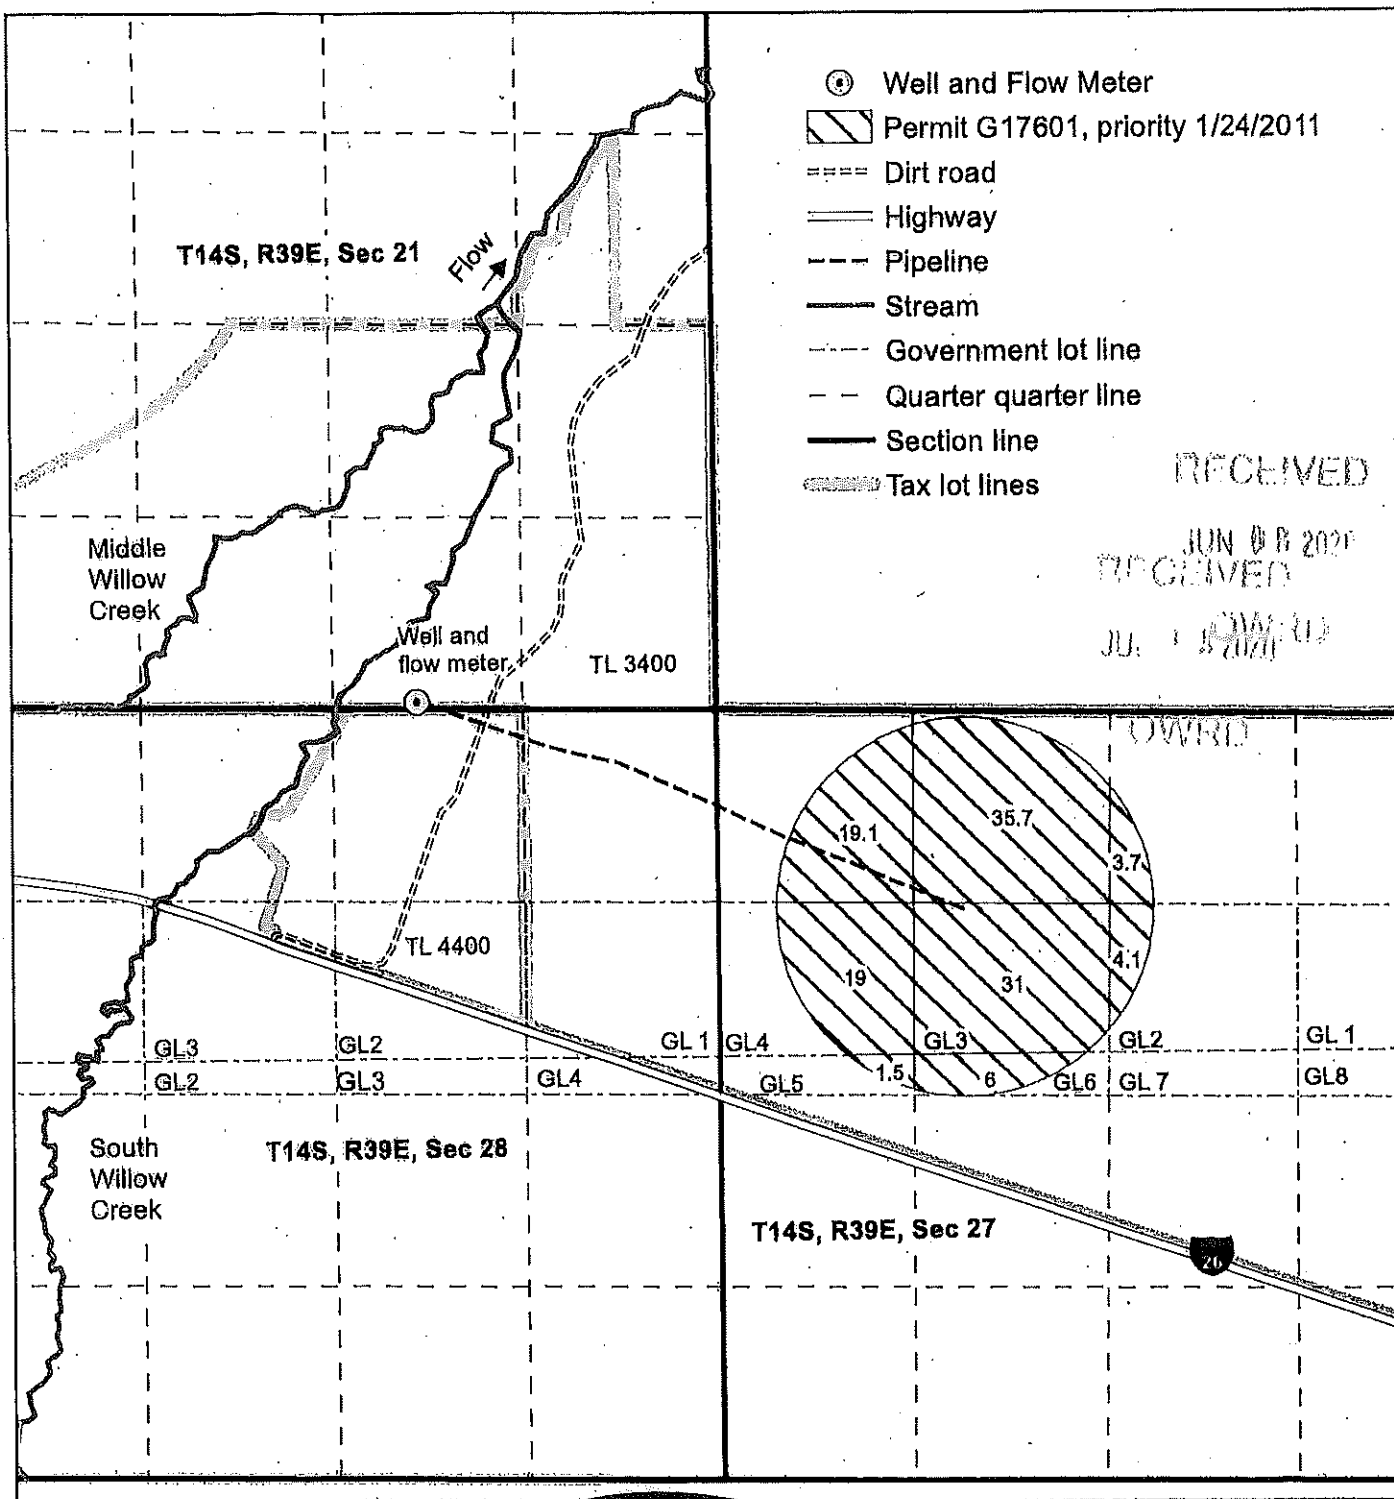 Well and Flow Meter
Permit G17601, priority 1/24/2011
Dirt road
Highway
Pipeline
Stream
Government lot line
Quarter quarter line
Section line
Tax lot lines
RECEIVED
JUN
RECEIVED
OWRD
OWRD
T14S, R39E, Sec 21
Flow
Middle
Willow
Creek
Well and
flow meter
TL 3400
19.1
35.7
3.7
TL 4400
19
31
4.1
GL3
GL2
GL 1
GL4
GL3
GL2
GL 1
GL2
GL3
GL4
GL5
1.5
6
GL6
GL 7
GL8
South
Willow
Creek
T14S, R39E, Sec 28
T14S, R39E, Sec 27
20